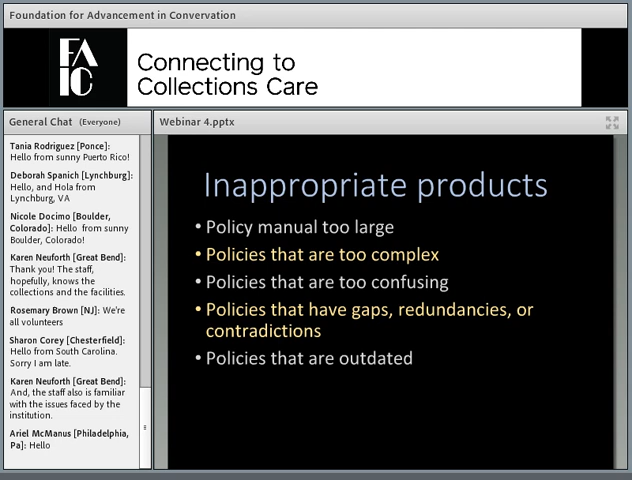 Foundation for Advancement in Convervation
FA
IC
Connecting to
Collections Care
General Chat (Everyone)
Tania Rodriguez [Ponce]:
Hello from sunny Puerto Rico!
Deborah Spanich [Lynchburg]:
Hello, and Hola from
Lynchburg, VA
Nicole Docimo [Boulder,
Colorado]: Hello from sunny
Boulder, Colorado!
Karen Neuforth [Great Bend]:
Thank you! The staff,
hopefully, knows the
collections and the facilities.
Rosemary Brown [NJ]: We're
all volunteers
Sharon Corey [Chesterfield]:
Hello from South Carolina.
Sorry I am late.
Karen Neuforth [Great Bend]:
And, the staff also is familiar
with the issues faced by the
institution.
Ariel McManus [Philadelphia,
Pa]: Hello
Webinar 4.pptx
Inappropriate products
• Policy manual too large
• Policies that are too complex
• Policies that are too confusing
• Policies that have gaps, redundancies, or
contradictions
• Policies that are outdated